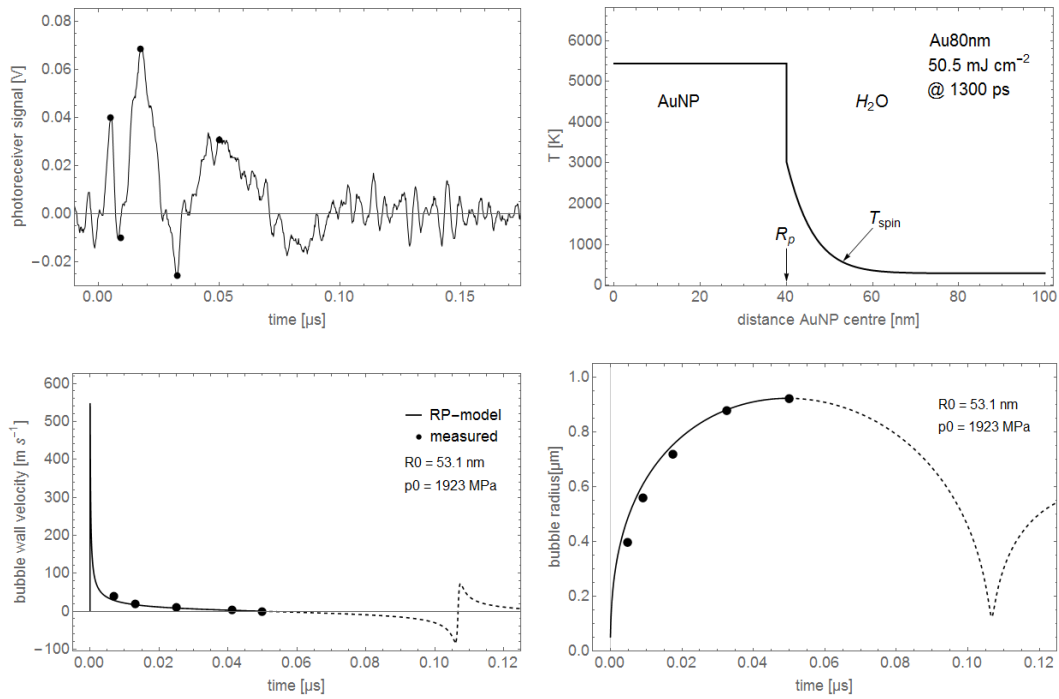 0.08
0.06
0.04
0.02
0.00
−0.02
photoreceiver signal [V]
0.00
0.05
0.10
0.15
time [µs]
6000
5000
4000
3000
2000
1000
0
T [K]
AuNP
H2O
Au80nm
50.5 mJ cm−2
@ 1300 ps
Rp
Tspin
0
20
40
60
80
100
distance AuNP centre [nm]
600
500
400
300
200
100
0
−100
bubble wall velocity [m s−1]
RP−model
measured
R0 = 53.1 nm
p0 = 1923 MPa
0.00
0.02
0.04
0.06
0.08
0.10
0.12
time [µs]
1.0
0.8
0.6
0.4
0.2
0.0
bubble radius[µm]
R0 = 53.1 nm
p0 = 1923 MPa
0.00
0.02
0.04
0.06
0.08
0.10
0.12
time [µs]